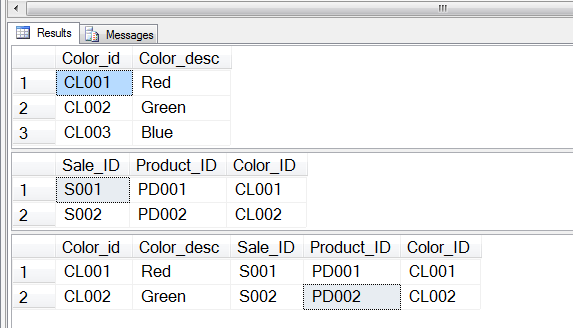 Results Messages
Color_id Color_desc
1 CL001 Red
2 CL002 Green
3 CL003 Blue
Sale_ID Product_ID Color_ID
1 S001 PD001 CL001
2 S002 PD002 CL002
Color_id Color_desc Sale_ID Product_ID Color_ID
1 CL001 Red S001 PD001 CL001
2 CL002 Green S002 PD002 CL002